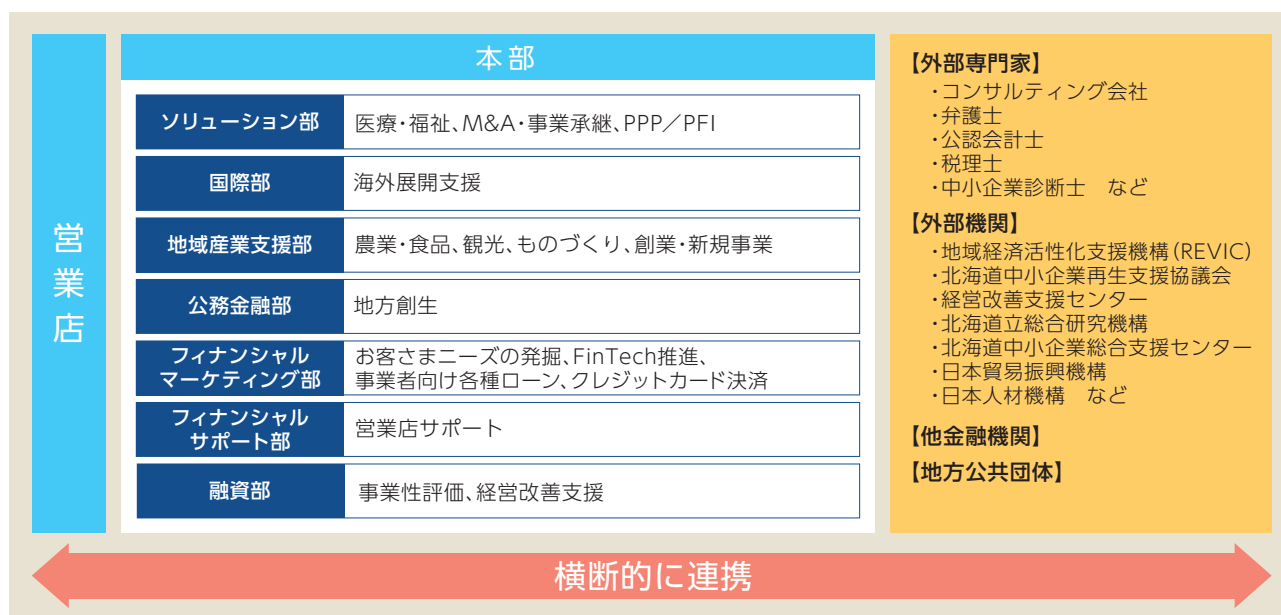 営業店
本部
ソリューション部
医療・福祉、M&A・事業承継、PPP／PFI
国際部
海外展開支援
地域産業支援部
農業・食品、観光、ものづくり、創業・新規事業
公務金融部
地方創生
フィナンシャル
マーケティング部
お客さまニーズの発掘、FinTech推進、
事業者向け各種ローン、クレジットカード決済
フィナンシャル
サポート部
営業店サポート
融資部
事業性評価、経営改善支援
【外部専門家】
・コンサルティング会社
・弁護士
・公認会計士
・税理士
・中小企業診断士　など
【外部機関】
・地域経済活性化支援機構（REVIC）
・北海道中小企業再生支援協議会
・経営改善支援センター
・北海道立総合研究機構
・北海道中小企業総合支援センター
・日本貿易振興機構
・日本人材機構　など
【他金融機関】
【地方公共団体】
横断的に連携